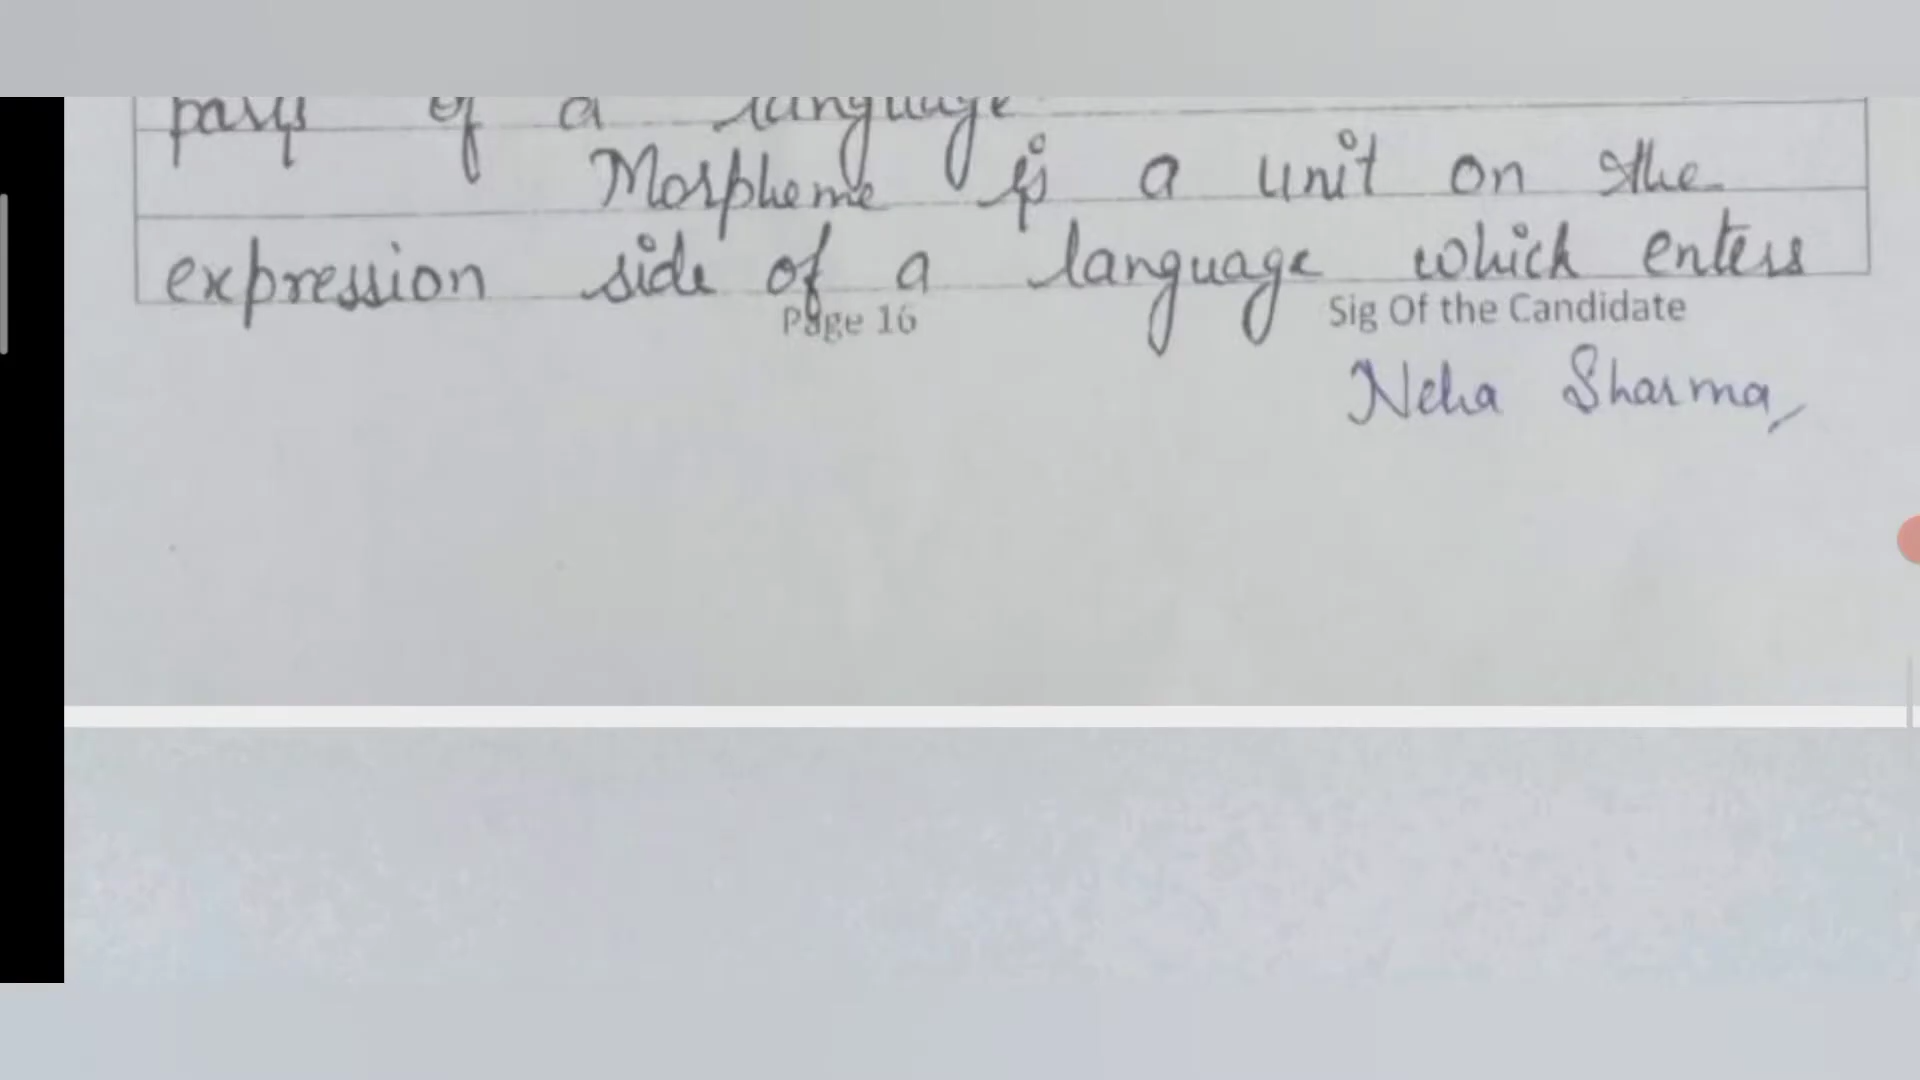 parts of a language
Morpheme is a unit on the
expression side of a language which enters
Page 16
Sig Of the Candidate
Neha Sharma